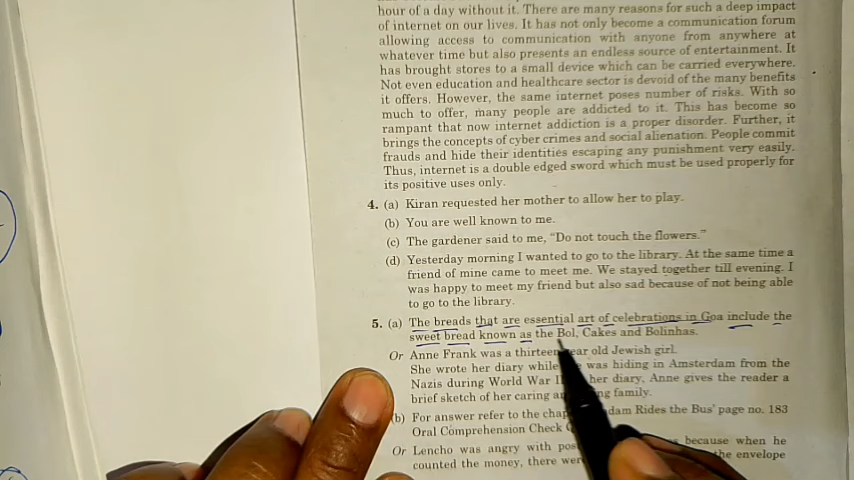 hour of a day without it. There are many reasons for such a deep impact
of internet on our lives. It has not only become a communication forum
allowing access to communication with anyone from anywhere at
whatever time but also presents an endless source of entertainment. It
has brought stores to a small device which can be carried everywhere.
Not even education and healthcare sector is devoid of the many benefits
it offers. However, the same internet poses number of risks. With so
much to offer, many people are addicted to it. This has become so
rampant that now internet addiction is a proper disorder. Further, it
brings the concepts of cyber crimes and social alienation. People commit
frauds and hide their identities escaping any punishment very easily.
Thus, internet is a double edged sword which must be used properly for
its positive uses only.
4. (a) Kiran requested her mother to allow her to play.
(b) You are well known to me.
(c) The gardener said to me, “Do not touch the flowers.”
(d) Yesterday morning I wanted to go to the library. At the same time a
friend of mine came to meet me. We stayed together till evening. I
was happy to meet my friend but also sad because of not being able
to go to the library.
5. (a) The breads that are essential art of celebrations in Goa include the
sweet bread known as the Bol, Cakes and Bolinhas.
Or Anne Frank was a thirteen year old Jewish girl.
She wrote her diary while was hiding in Amsterdam from the
Nazis during World War her diary, Anne gives the reader a
brief sketch of her caring family.
(b) For answer refer to the Rides the Bus' page no. 183
Oral Comprehension Check
Or Lencho was angry with because when he
counted the money, there the envelope